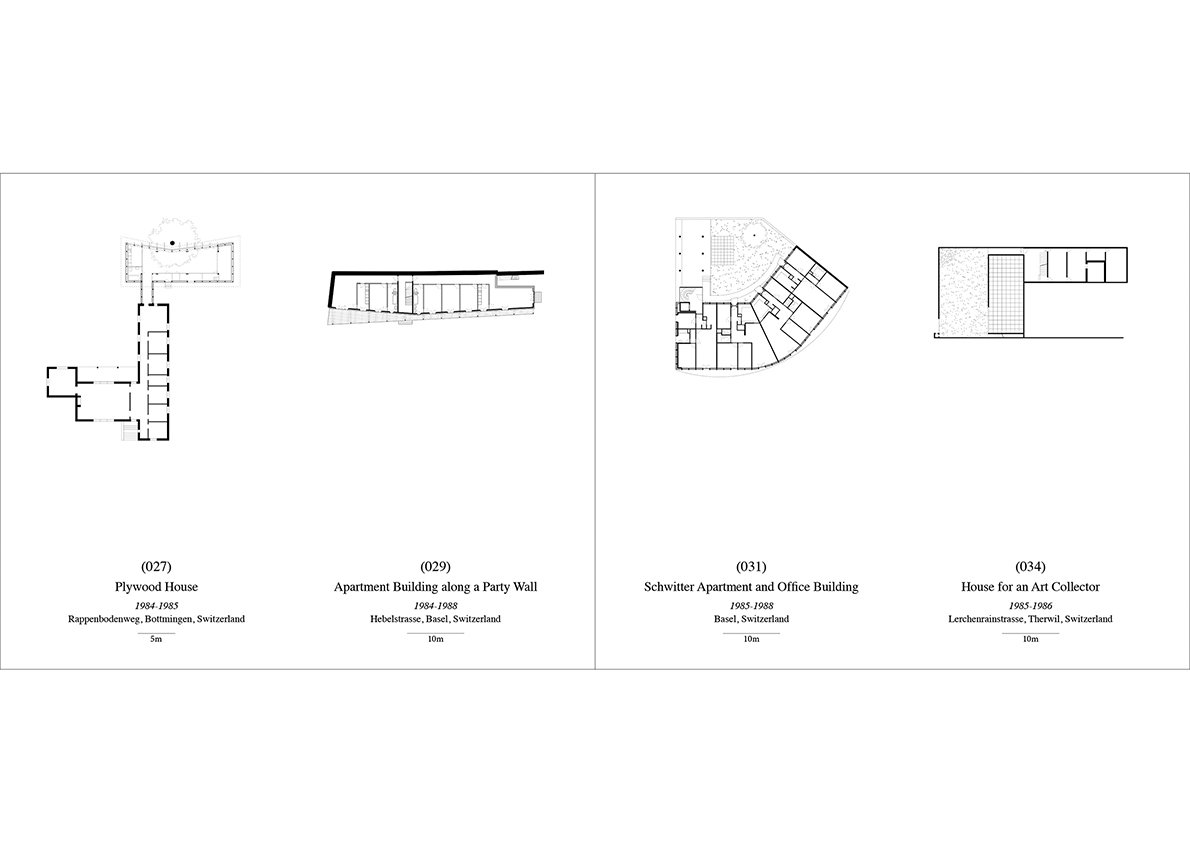 (027)
Plywood House
1984-1985
Rappenbodenweg, Bottmingen, Switzerland
5m
(029)
Apartment Building along a Party Wall
1984-1988
Hebelstrasse, Basel, Switzerland
10m
(031)
Schwitter Apartment and Office Building
1985-1988
Basel, Switzerland
10m
(034)
House for an Art Collector
1985-1986
Lerchenrainstrasse, Therwil, Switzerland
10m